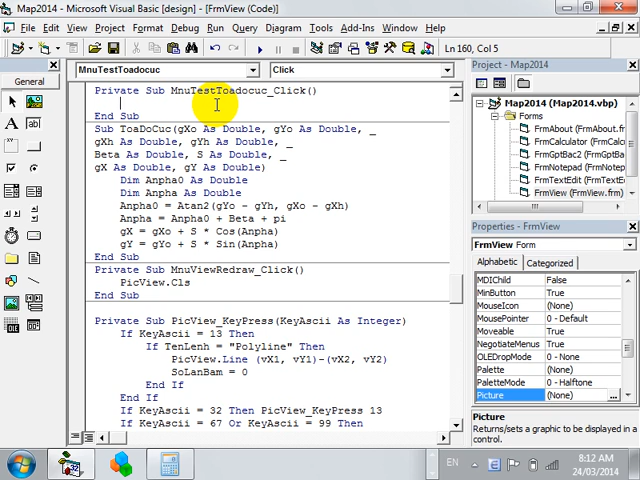 Map2014 - Microsoft Visual Basic [design] - [FrmView (Code)]
File Edit View Project Format Debug Run Query Diagram Tools Add-Ins Window Help
Ln 160, Col 5
General
A ab|
MnuTestToadocuc Click
Private Sub MnuTestToadocuc_Click()
End Sub
Sub ToaDoCuc(gXo As Double, gYo As Double, _
gXh As Double, gYh As Double, _
Beta As Double, S As Double, _
gX As Double, gY As Double)
Dim Anpha0 As Double
Dim Anpha As Double
Anpha0 = Atan2(gYo - gYh, gXo - gXh)
Anpha = Anpha0 + Beta + pi
gX = gXo + S * Cos(Anpha)
gY = gYo + S * Sin(Anpha)
End Sub
Private Sub MnuViewRedraw_Click()
PicView.Cls
End Sub
Private Sub PicView_KeyPress(KeyAscii As Integer)
If KeyAscii = 13 Then
If TenLenh = "Polyline" Then
PicView.Line (vX1, vY1)-(vX2, vY2)
SoLanBam = 0
End If
End If
If KeyAscii = 32 Then PicView_KeyPress 13
If KeyAscii = 67 Or KeyAscii = 99 Then
Project - Map2014
Map2014 (Map2014.vbp)
Forms
FrmAbout (FrmAbout.
FrmCalculator (FrmCa
FrmGptBac2 (FrmGptB
FrmNotepad (FrmNote
FrmTextEdit (FrmText
FrmView (FrmView.frm)
Properties - FrmView
FrmView Form
Alphabetic Categorized
MDIChild False
MinButton True
MouseIcon (None)
MousePointer 0 - Default
Moveable True
NegotiateMenus True
OLEDropMode 0 - None
Palette (None)
PaletteMode 0 - Halftone
Picture (None) ...
Picture
Returns/sets a graphic to be displayed in a control.
EN
8:12 AM
24/03/2014